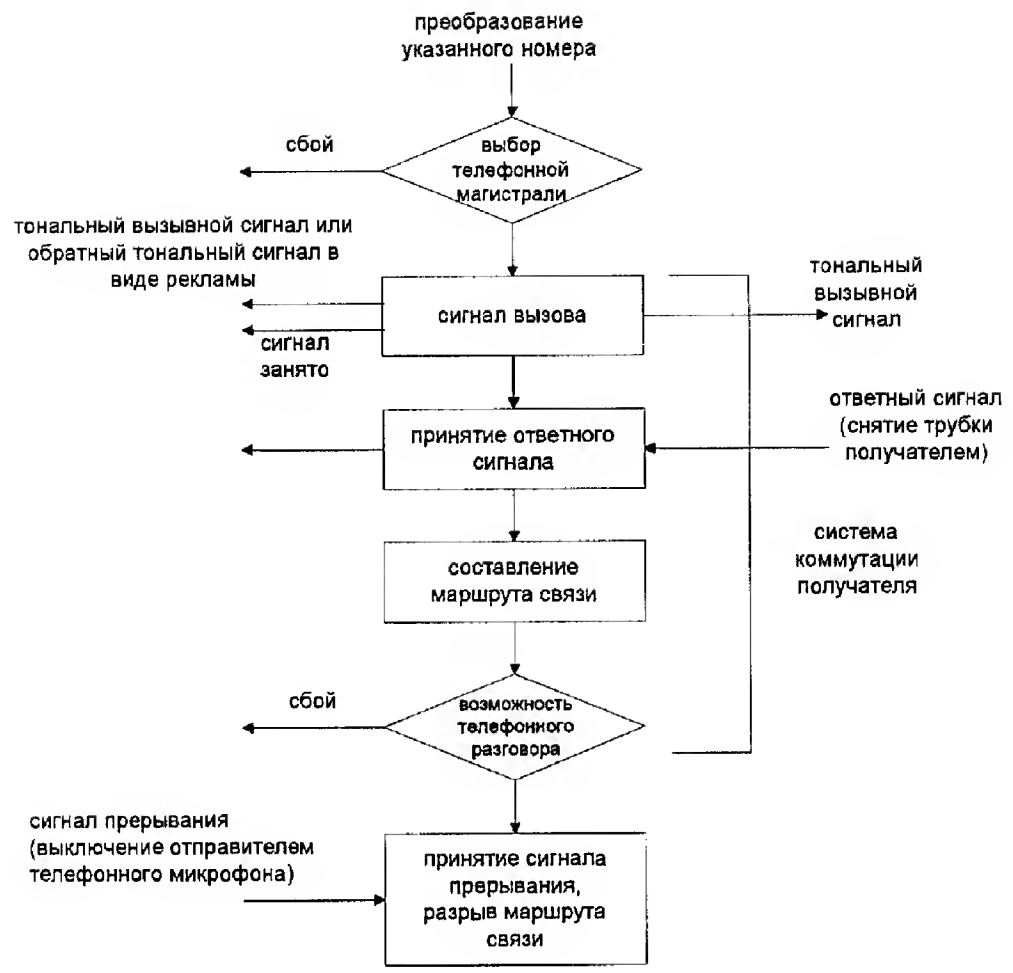 преобразование
указанного номера
сбой
выбор
телефонной
магистрали
тональный вызывной сигнал или
обратный тональный сигнал в
виде рекламы
тональный
вызывной
сигнал
сигнал вызова
сигнал
занято
ответный сигнал
(снятие трубки
получателем)
принятие ответного
сигнала
система
коммутации
получателя
составление
маршрута связи
сбой
возможность
телефонного
разговора
сигнал прерывания
(выключение отправителем
телефонного микрофона)
принятие сигнала
прерывания,
разрыв маршрута
связи